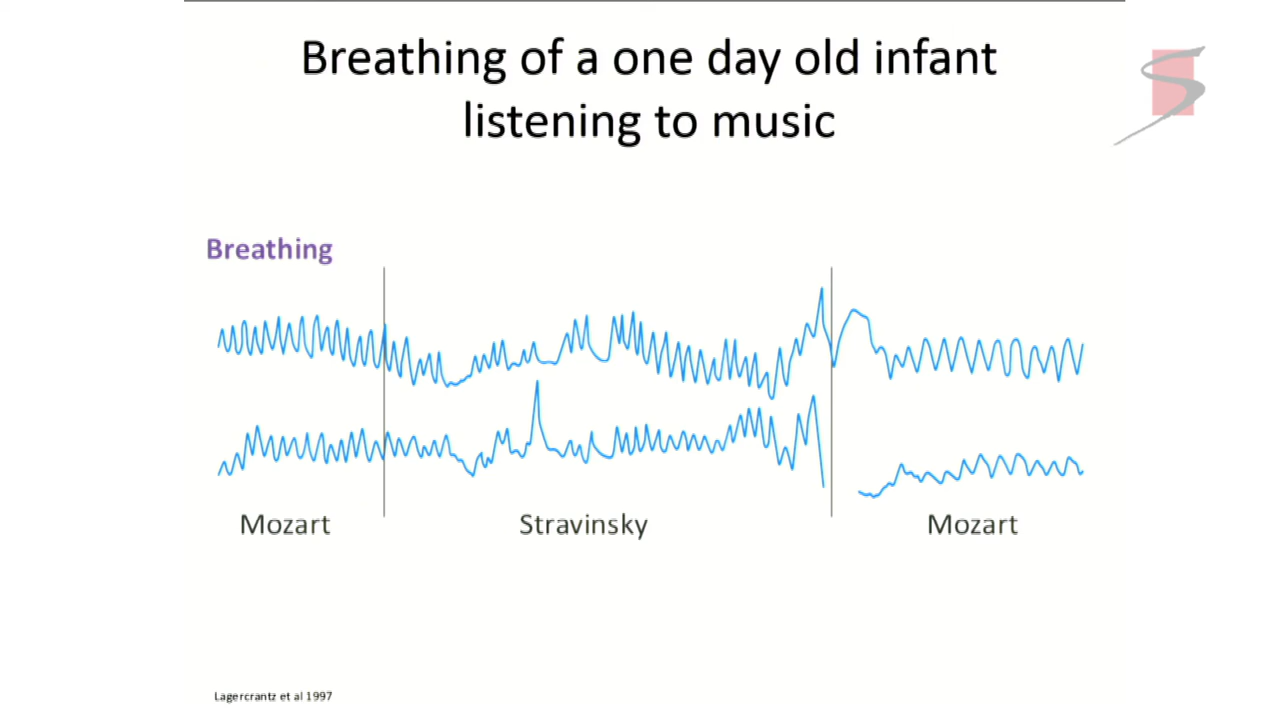 Breathing of a one day old infant
listening to music
Breathing
Mozart
Stravinsky
Mozart
Lagercrantz et al 1997